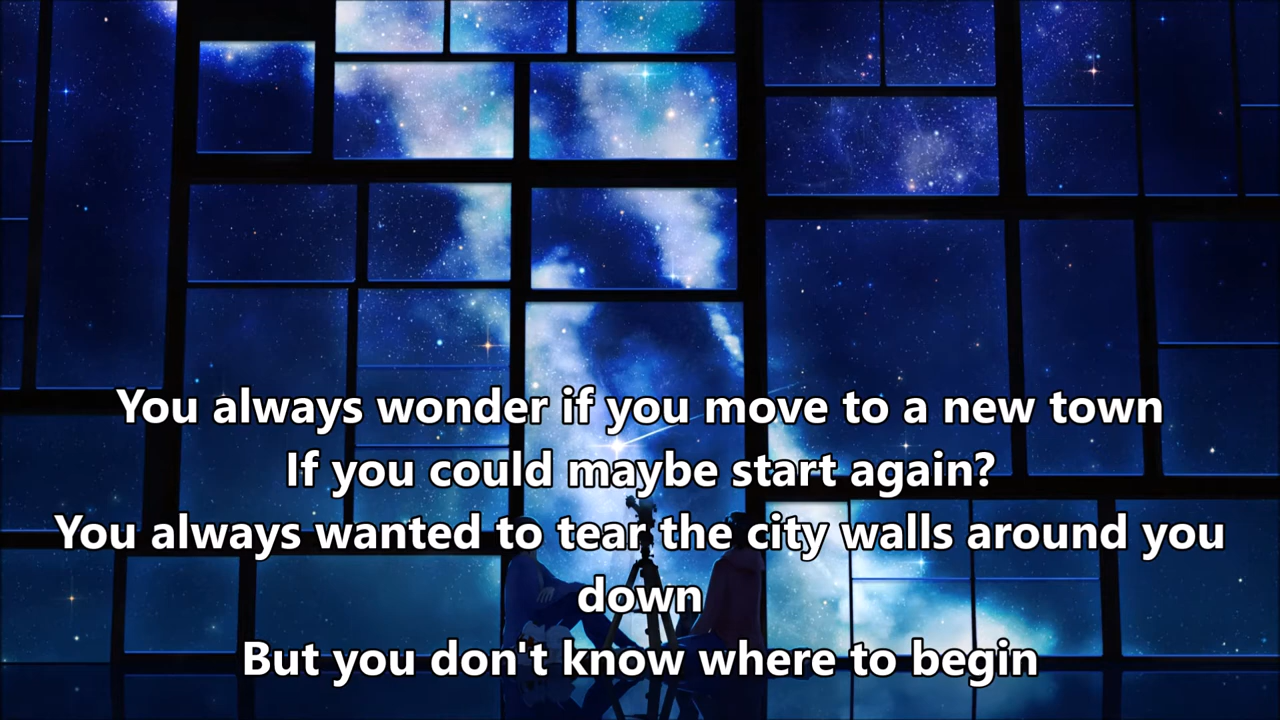 You always wonder if you move to a new town
If you could maybe start again?
You always wanted to tear the city walls around you
down
But you don't know where to begin